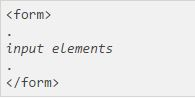 <form>
.
input elements
.
</form>